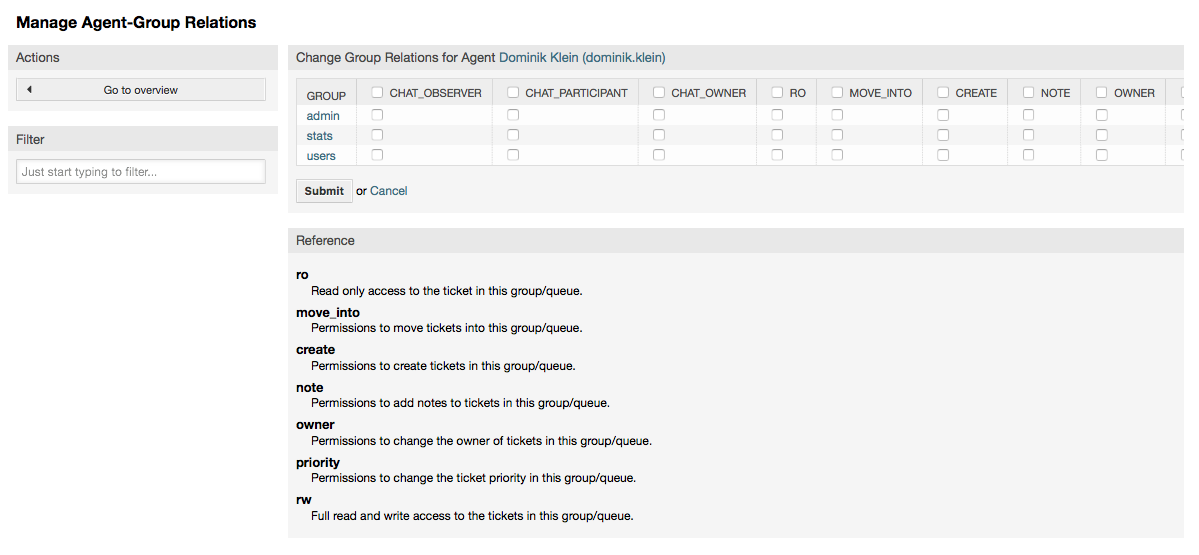 Manage Agent-Group Relations
Actions
Go to overview
Filter
Just start typing to filter...
Change Group Relations for Agent Dominik Klein (dominik.klein)
GROUP CHAT_OBSERVER CHAT_PARTICIPANT CHAT_OWNER RO MOVE_INTO CREATE NOTE OWNER
admin
stats
users
Submit or Cancel
Reference
ro
Read only access to the ticket in this group/queue.
move_into
Permissions to move tickets into this group/queue.
create
Permissions to create tickets in this group/queue.
note
Permissions to add notes to tickets in this group/queue.
owner
Permissions to change the owner of tickets in this group/queue.
priority
Permissions to change the ticket priority in this group/queue.
rw
Full read and write access to the tickets in this group/queue.